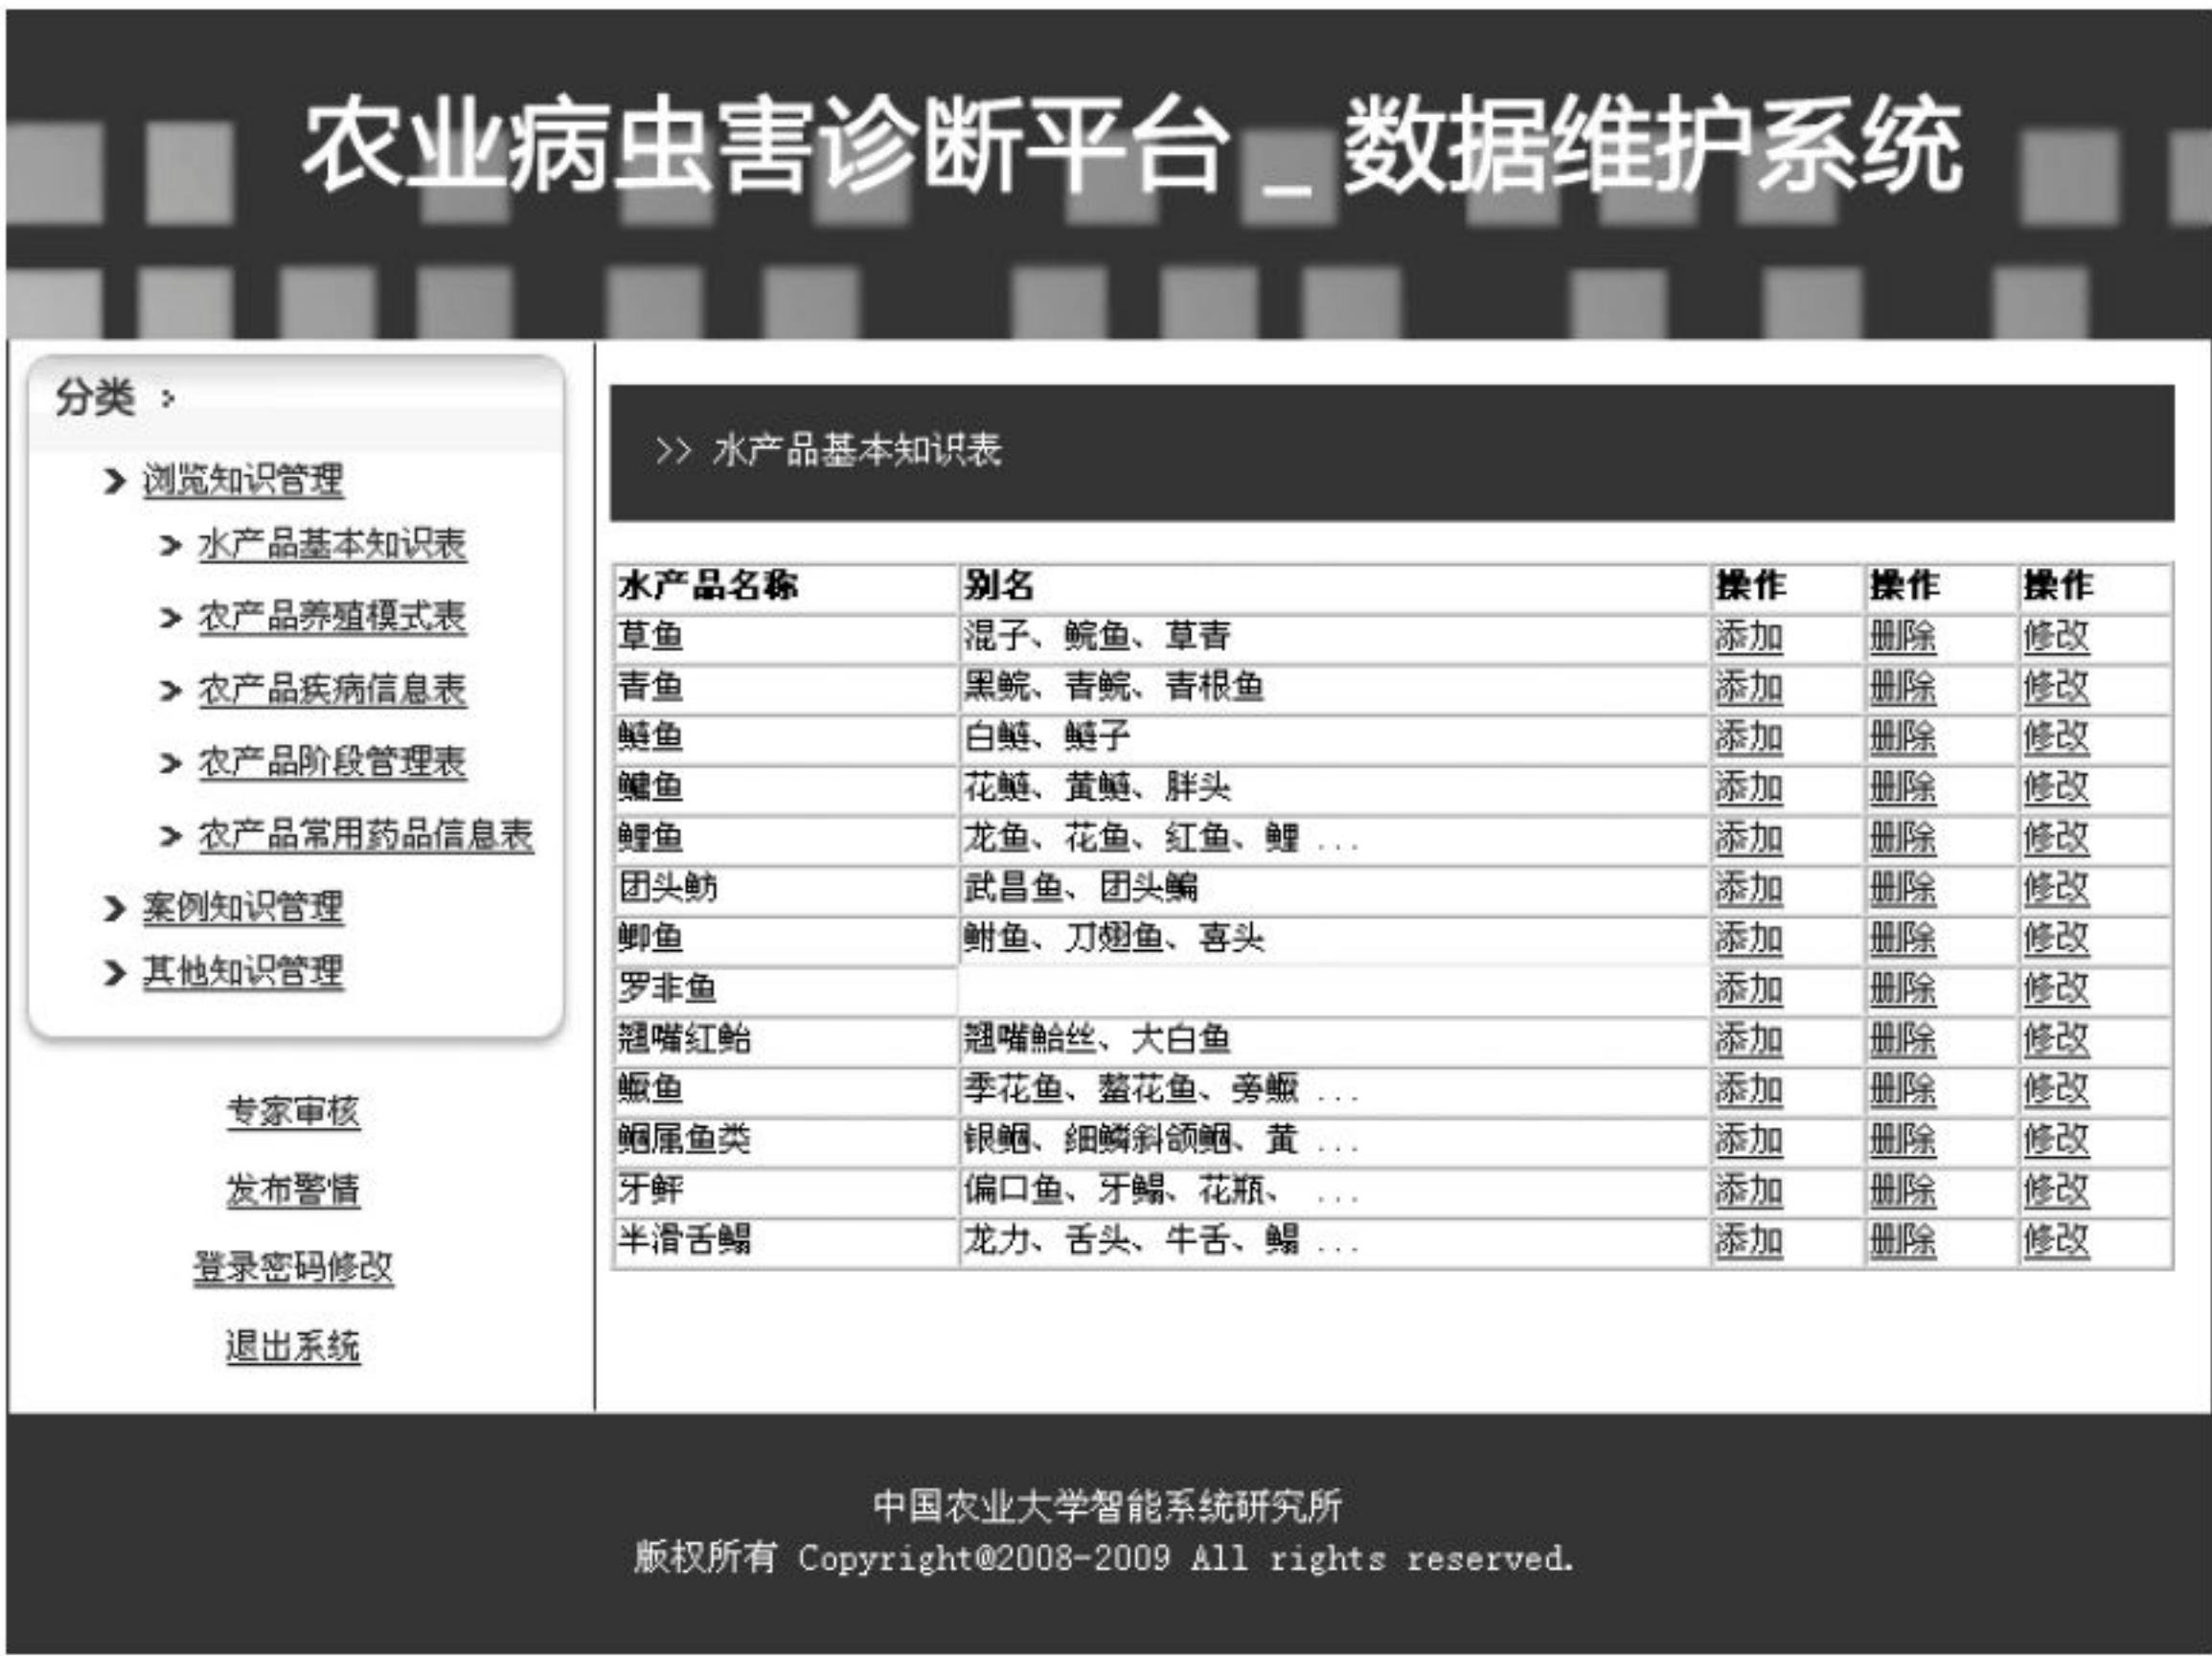 农业病虫害诊断平台_数据维护系统
分类
浏览知识管理
水产品基本知识表
农产品养殖模式表
农产品疾病信息表
农产品阶段管理表
农产品常用药品信息表
案例知识管理
其他知识管理
专家审核
发布警情
登录密码修改
退出系统
>> 水产品基本知识表
水产品名称 别名 操作 操作 操作
草鱼 混子、鲩鱼、草青 添加 删除 修改
青鱼 黑鲩、青鲩、青根鱼 添加 删除 修改
鲢鱼 白鲢、鲢子 添加 删除 修改
鳙鱼 花鲢、黄鲢、胖头 添加 删除 修改
鲤鱼 龙鱼、花鱼、红鱼、鲤 ... 添加 删除 修改
团头鲂 武昌鱼、团头鳊 添加 删除 修改
鲫鱼 鲋鱼、刀翅鱼、喜头 添加 删除 修改
罗非鱼 添加 删除 修改
翘嘴红鲌 翘嘴鲌丝、大白鱼 添加 删除 修改
鳜鱼 季花鱼、鳌花鱼、旁鳜 ... 添加 删除 修改
鲴属鱼类 银鲴、细鳞斜颌鲴、黄 ... 添加 删除 修改
牙鲆 偏口鱼、牙鳎、花瓶、 ... 添加 删除 修改
半滑舌鳎 龙力、舌头、牛舌、鳎 ... 添加 删除 修改
中国农业大学智能系统研究所
版权所有 Copyright@2008-2009 All rights reserved.